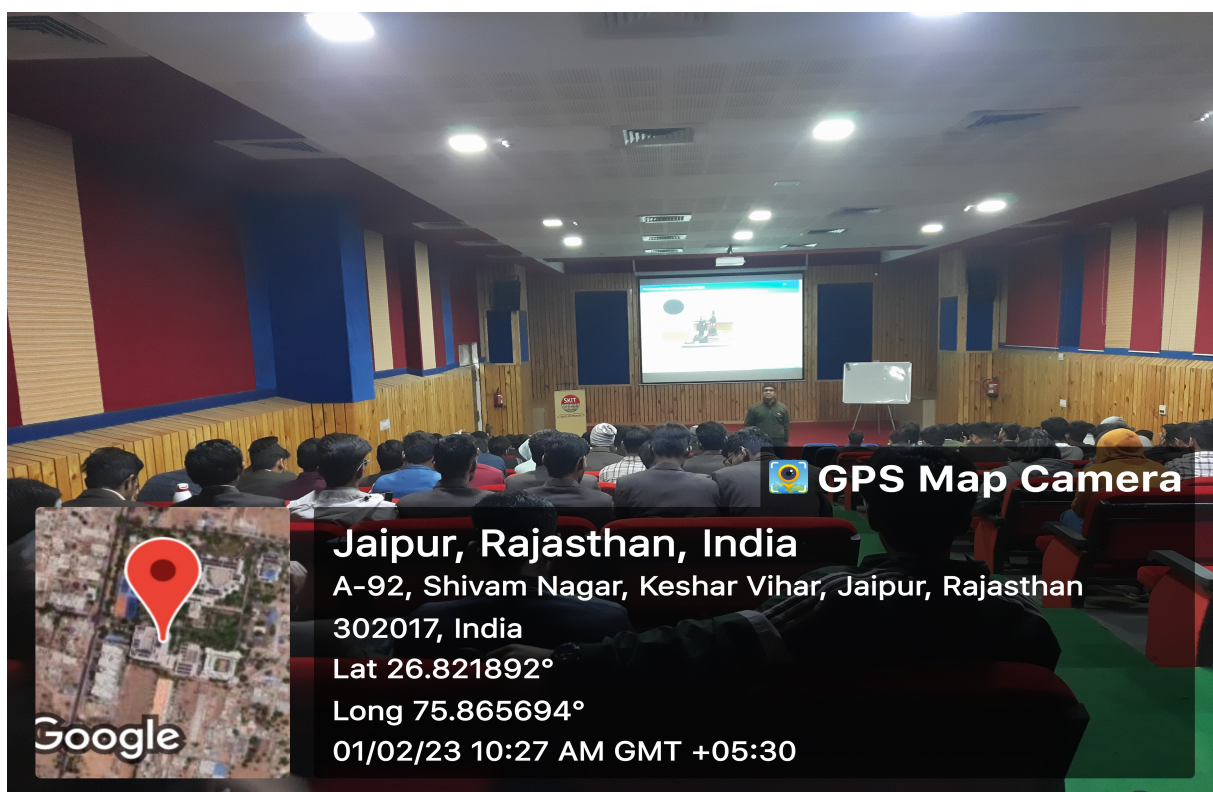 SKIT
GPS Map Camera
Jaipur, Rajasthan, India
A-92, Shivam Nagar, Keshar Vihar, Jaipur, Rajasthan
302017, India
Lat 26.821892°
Long 75.865694°
01/02/23 10:27 AM GMT +05:30
Google